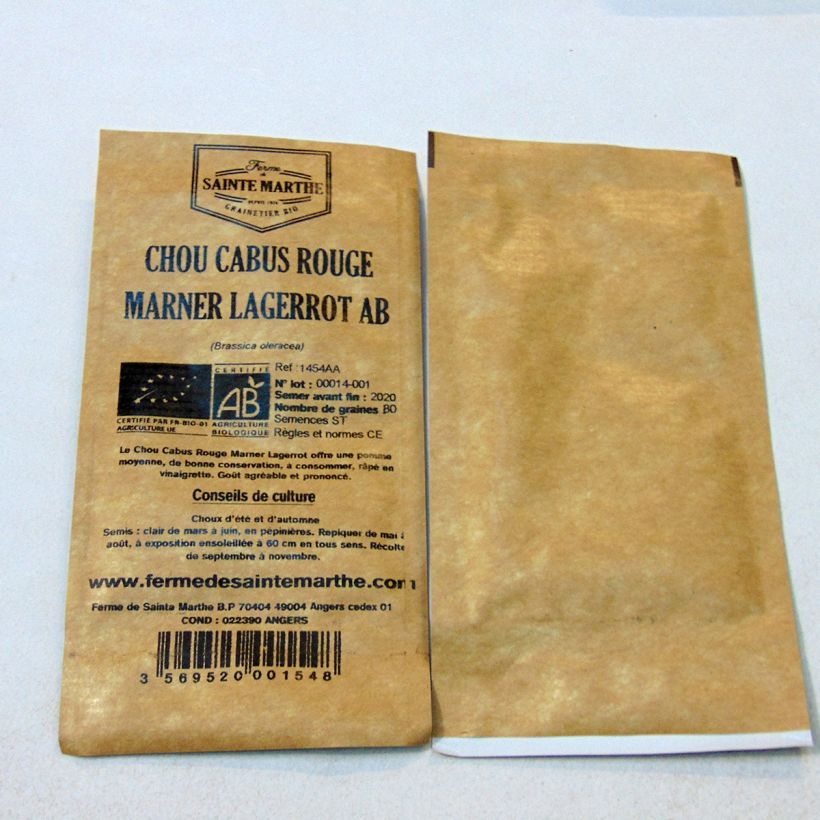 Ferme
de
SAINTE MARTHE
DEPUIS 1974
GRAINETIER BIO
CHOU CABUS ROUGE
MARNER LAGERROT AB
(Brassica oleracea)
CERTIFIÉ
AB
AGRICULTURE
BIOLOGIQUE
CERTIFIÉ PAR FR-BIO-01
AGRICULTURE UE
Ref : 1454AA
N° lot : 00014-001
Semer avant fin : 2020
Nombre de graines 80
Semences ST
Règles et normes CE
Le Chou Cabus Rouge Marner Lagerrot offre une pomme
moyenne, de bonne conservation, à consommer, râpé en
vinaigrette. Goût agréable et prononcé.
Conseils de culture
Choux d'été et d'automne
Semis : clair de mars à juin, en pépinières. Repiquer de mai à
août, à exposition ensoleillée à 60 cm en tous sens. Récolte
de septembre à novembre.
www.fermedesaintemarthe.com
Ferme de Sainte Marthe B.P 70404 49004 Angers cedex 01
COND : 022390 ANGERS
3 569520 001548